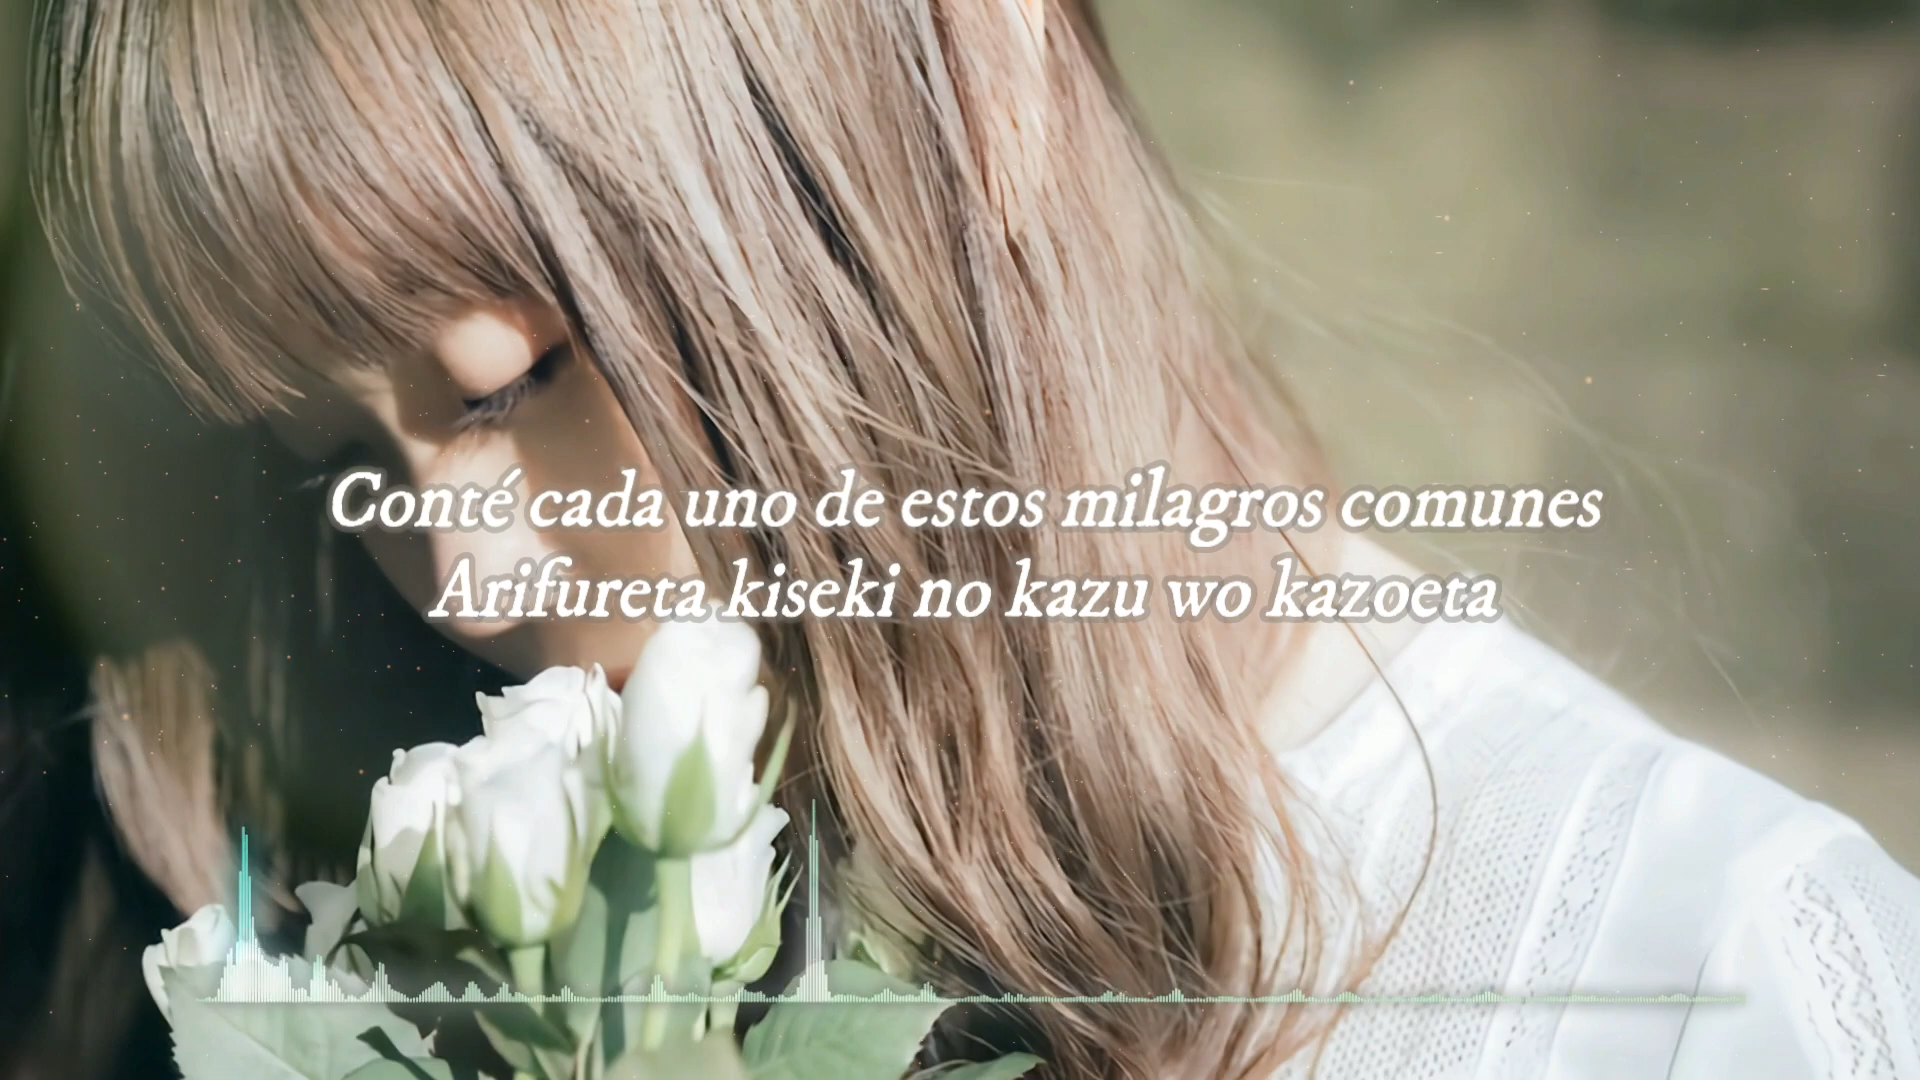 Conté cada uno de estos milagros comunes
Arifureta kiseki no kazu wo kazoeta